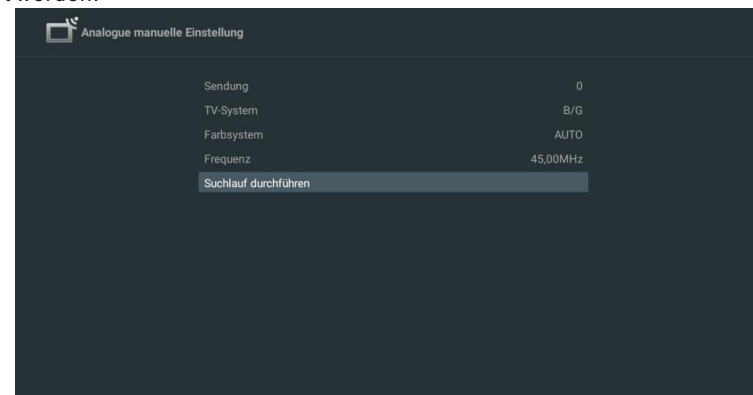 Analogue manuelle Einstellung
Sendung 0
TV-System B/G
Farbsystem AUTO
Frequenz 45,00MHz
Suchlauf durchführen